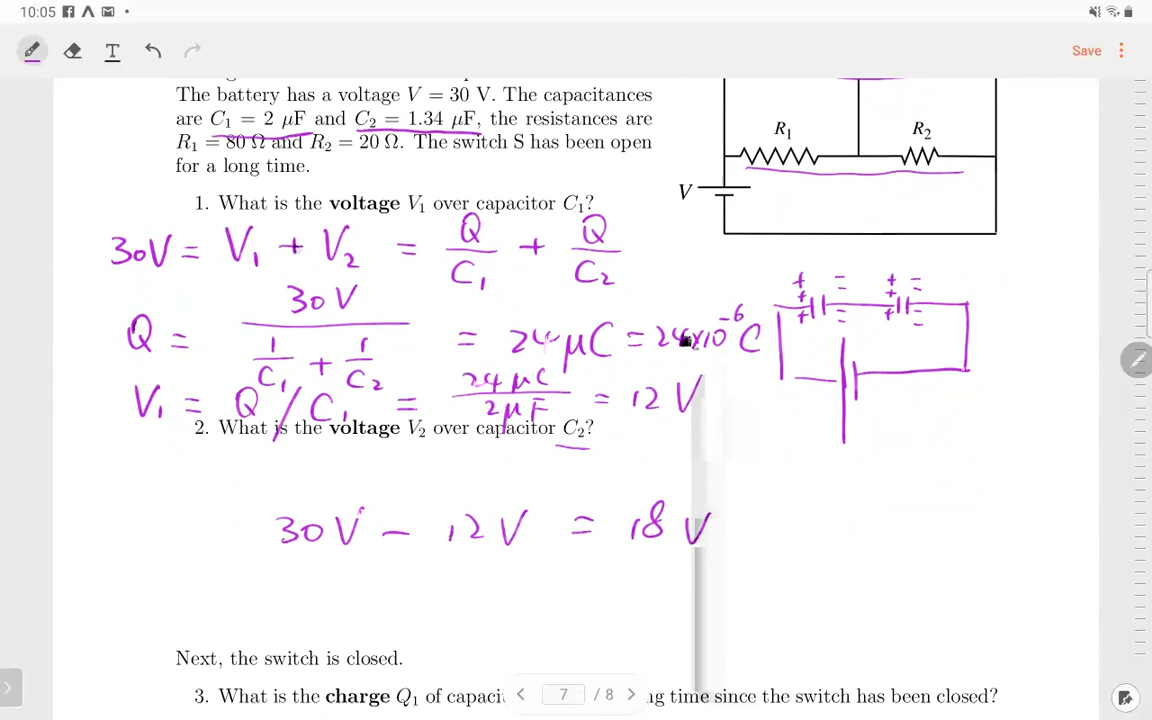 10:05
Save
The battery has a voltage V = 30 V. The capacitances
are C₁ = 2 μF and C₂ = 1.34 μF, the resistances are
R₁ = 80 Ω and R₂ = 20 Ω. The switch S has been open
for a long time.
R₁ R₂
V
1. What is the voltage V₁ over capacitor C₁?
30V = V₁ + V₂ = Q/C₁ + Q/C₂
Q = 30V / (1/C₁ + 1/C₂) = 24 μC = 24×10⁻⁶ C
V₁ = Q/C₁ = 24 μC / 2 μF = 12 V
2. What is the voltage V₂ over capacitor C₂?
+ + + = = = + + + = = =
30V − 12V = 18 V
Next, the switch is closed.
3. What is the charge Q₁ of capaci
ng time since the switch has been closed?
7 / 8